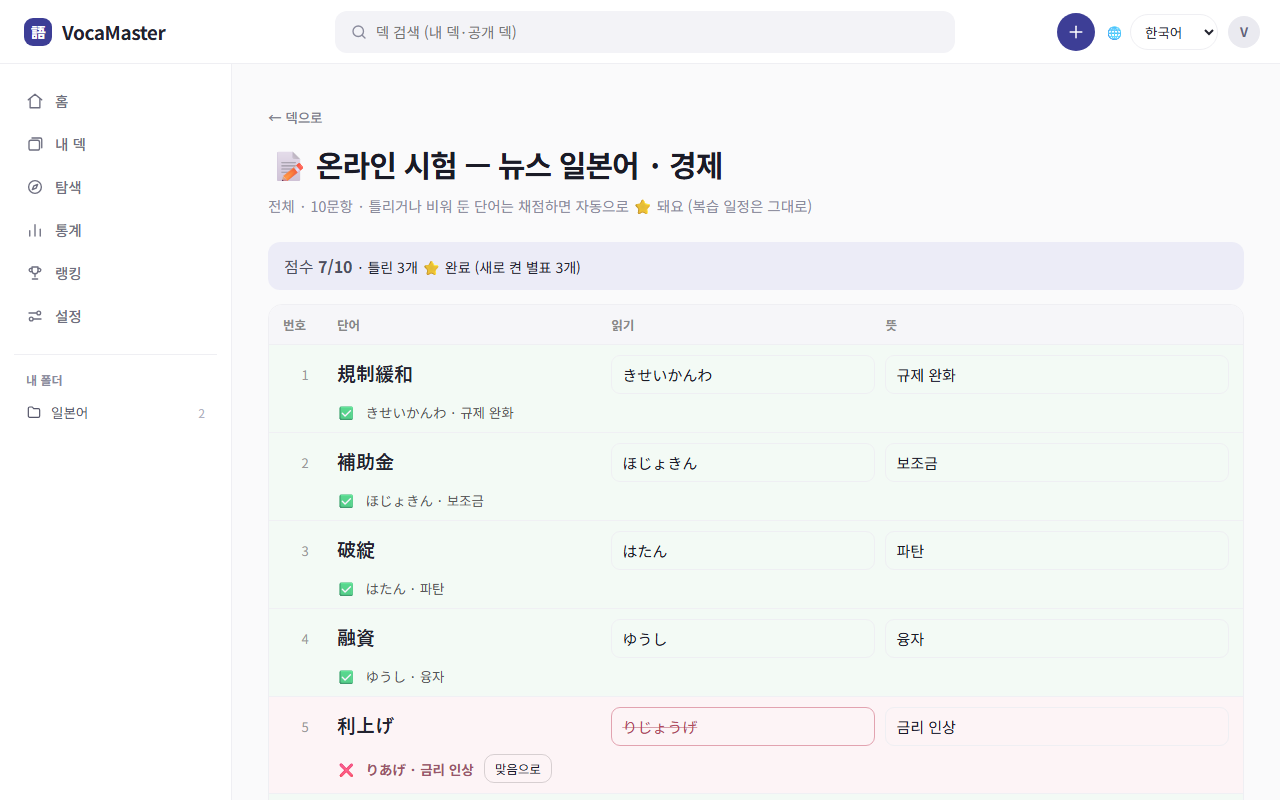 語 VocaMaster
덱 검색 (내 덱·공개 덱)
+
한국어
V
홈
내 덱
탐색
통계
랭킹
설정
내 폴더
일본어 2
← 덱으로
온라인 시험 — 뉴스 일본어 · 경제
전체 · 10문항 · 틀리거나 비워 둔 단어는 채점하면 자동으로 ⭐ 돼요 (복습 일정은 그대로)
점수 7/10 · 틀린 3개 ⭐ 완료 (새로 켠 별표 3개)
번호 단어 읽기 뜻
1 規制緩和 きせいかんわ 규제 완화
✅ きせいかんわ · 규제 완화
2 補助金 ほじょきん 보조금
✅ ほじょきん · 보조금
3 破綻 はたん 파탄
✅ はたん · 파탄
4 融資 ゆうし 융자
✅ ゆうし · 융자
5 利上げ りじょうげ 금리 인상
❌ りあげ · 금리 인상 맞음으로